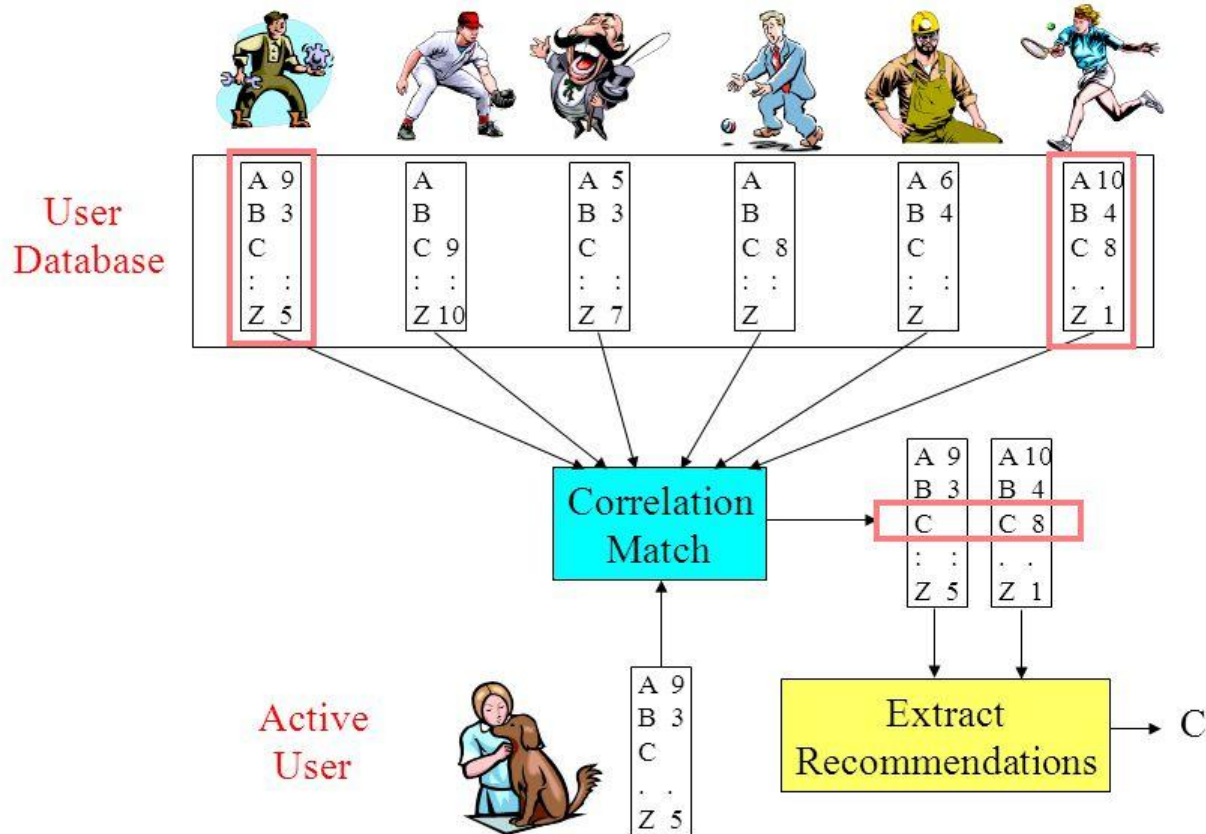 User
Database
A 9
B 3
C
: :
Z 5
A
B
C 9
: :
Z 10
A 5
B 3
C
: :
Z 7
A
B
C 8
: :
Z
A 6
B 4
C
: :
Z
A 10
B 4
C 8
. .
Z 1
Correlation
Match
A 9
B 3
C
: :
Z 5
A 10
B 4
C 8
. .
Z 1
Active
User
A 9
B 3
C
. .
Z 5
Extract
Recommendations
C